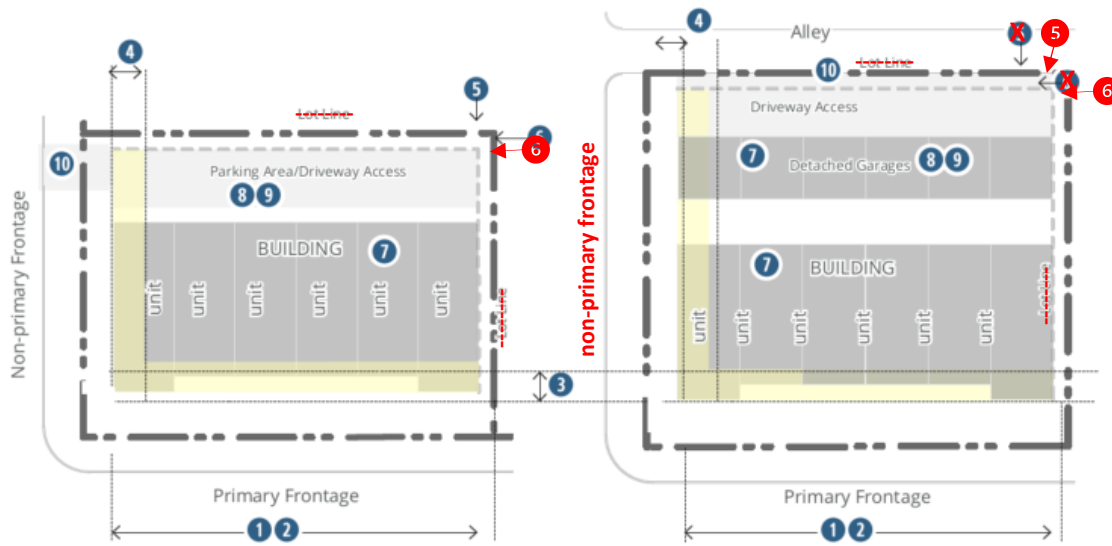 4
5
Lot Line
6
10
Parking Area/Driveway Access
8 9
BUILDING
7
unit
unit
unit
unit
unit
unit
Lot Line
Non-primary Frontage
3
Primary Frontage
1 2
4
Alley
X
5
10
Lot Line
X
6
Driveway Access
7
Detached Garages
8 9
non-primary frontage
7
BUILDING
unit
unit
unit
unit
unit
unit
Lot Line
Primary Frontage
1 2